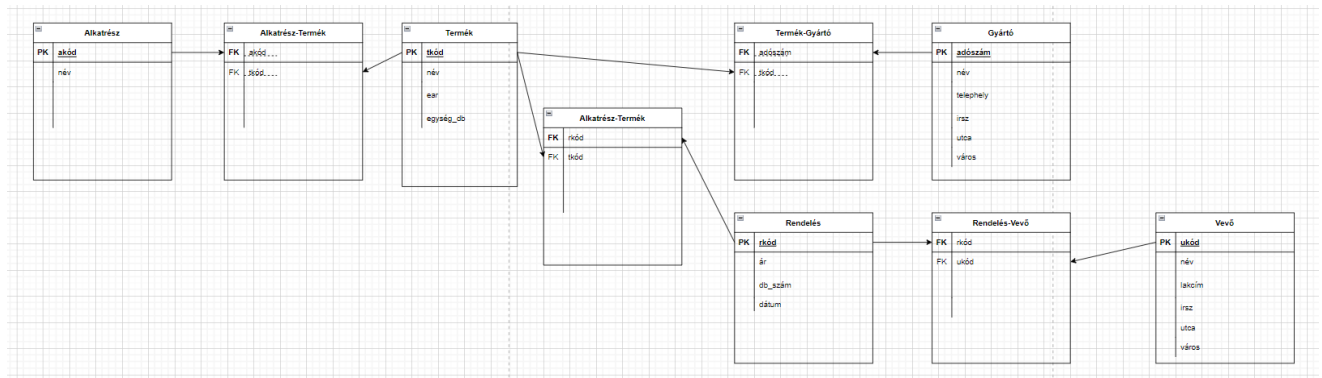 Alkatrész
PK akód
név
Alkatrész-Termék
FK akód
FK tkód
Termék
PK tkód
név
ear
egység_db
Alkatrész-Termék
FK rkód
FK tkód
Termék-Gyártó
FK adószám
FK tkód
Gyártó
PK adószám
név
telephely
irsz
utca
város
Rendelés
PK rkód
ár
db_szám
dátum
Rendelés-Vevő
FK rkód
FK ukód
Vevő
PK ukód
név
lakcím
irsz
utca
város